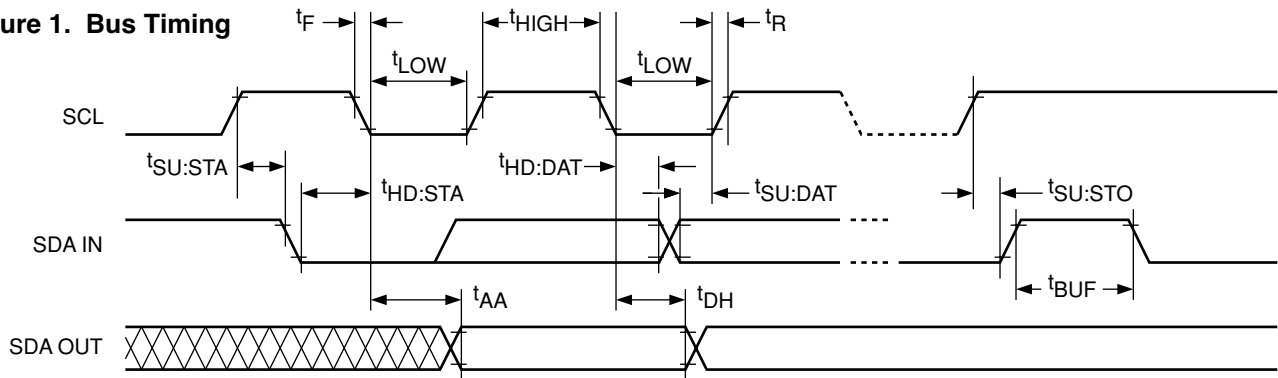 ure 1. Bus Timing
tF
tHIGH
tR
tLOW
tLOW
SCL
tSU:STA
tHD:STA
tHD:DAT
tSU:DAT
tSU:STO
SDA IN
tBUF
tAA
tDH
SDA OUT